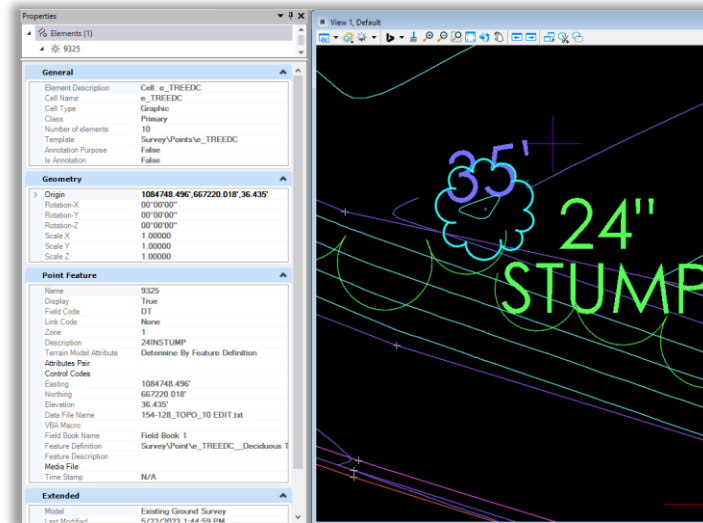 Properties
Elements (1)
9325
General
Element Description Cell: e_TREEDC
Cell Name e_TREEDC
Cell Type Graphic
Class Primary
Number of elements 10
Template Survey\Points\e_TREEDC
Annotation Purpose False
Is Annotation False
Geometry
Origin 1084748.496',667220.018',36.435'
Rotation-X 00°00'00"
Rotation-Y 00°00'00"
Rotation-Z 00°00'00"
Scale X 1.00000
Scale Y 1.00000
Scale Z 1.00000
Point Feature
Name 9325
Display True
Field Code DT
Link Code None
Zone 1
Description 24INSTUMP
Terrain Model Attribute Determine By Feature Definition
Attributes Pair
Control Codes
Easting 1084748.496'
Northing 667220.018'
Elevation 36.435'
Data File Name 154-128_TOPO_10 EDIT.txt
VBA Macro
Field Book Name Field Book 1
Feature Definition Survey\Point\e_TREEDC__Deciduous T
Feature Description
Media File
Time Stamp N/A
Extended
Model Existing Ground Survey
Last Modified 5/22/2023 1:44:59 PM
View 1, Default
35'
24"
STUMP